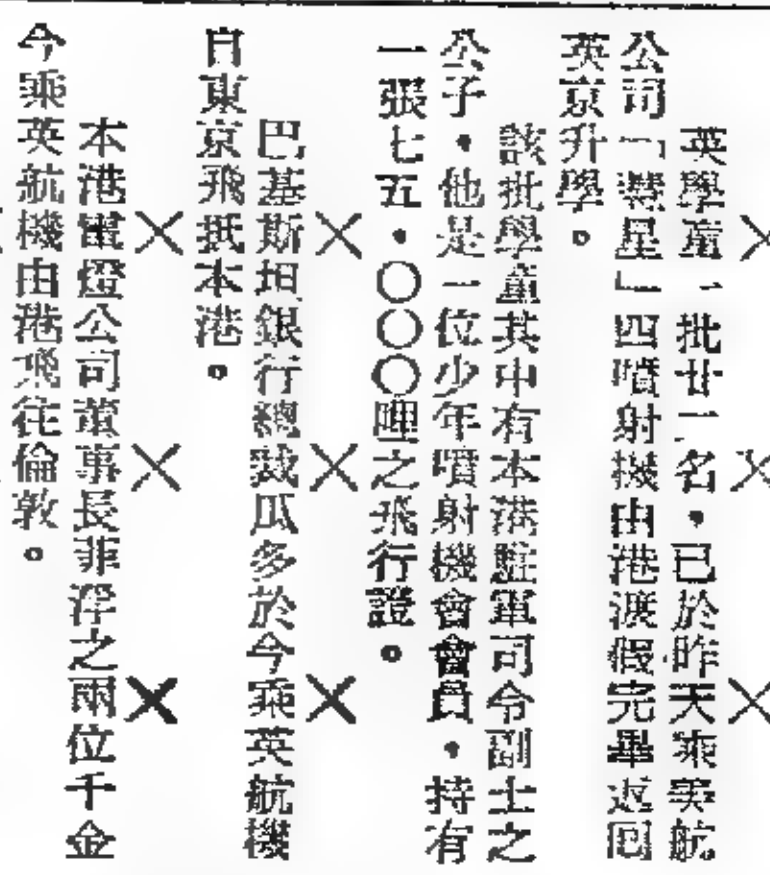 英學童一批廿一名，已於昨天乘英航
公司「彗星」四噴射機由港渡假完畢返回
英京升學。
該批學童其中有本港駐軍司令副士之
公子，他是一位少年噴射機會會員，持有
一張七五，〇〇〇哩之飛行證。
×××
巴基斯坦銀行總裁瓜多於今乘英航機
自東京飛抵本港。
×××
本港電燈公司董事長菲澤之兩位千金
今乘英航機由港飛往倫敦。